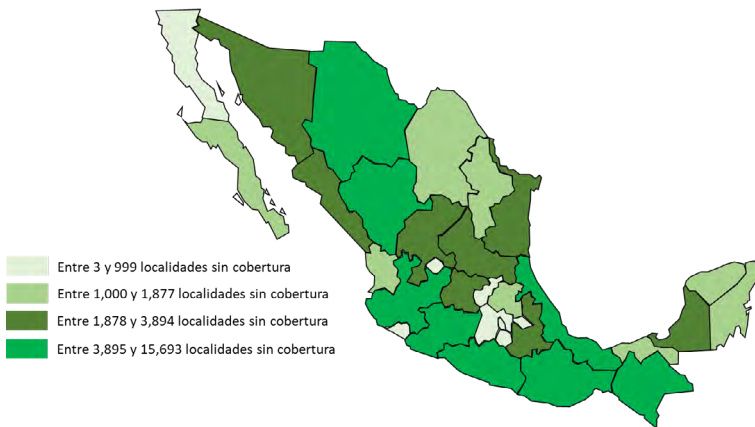 Entre 3 y 999 localidades sin cobertura
Entre 1,000 y 1,877 localidades sin cobertura
Entre 1,878 y 3,894 localidades sin cobertura
Entre 3,895 y 15,693 localidades sin cobertura